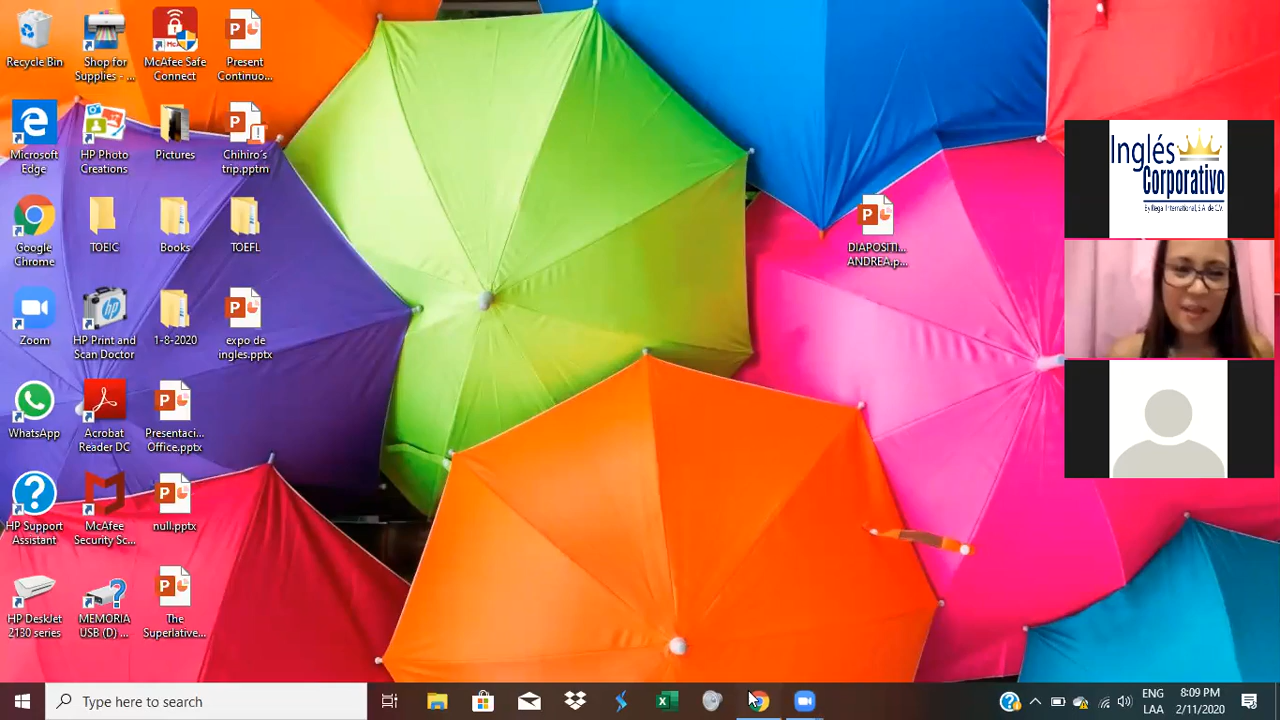 Recycle Bin
Shop for
Supplies - ...
McAfee Safe
Connect
Present
Continuo...
Microsoft
Edge
HP Photo
Creations
Pictures
Chihiro´s
trip.pptm
Google
Chrome
TOEIC
Books
TOEFL
DIAPOSITI...
ANDREA.p...
Zoom
HP Print and
Scan Doctor
1-8-2020
expo de
ingles.pptx
WhatsApp
Acrobat
Reader DC
Presentaci...
Office.pptx
HP Support
Assistant
McAfee
Security Sc...
null.pptx
HP DeskJet
2130 series
MEMORIA
USB (D) ...
The
Superlative...
Inglés
Corporativo
By Ilega International, S.A. de C.V.
Type here to search
ENG
LAA
8:09 PM
2/11/2020